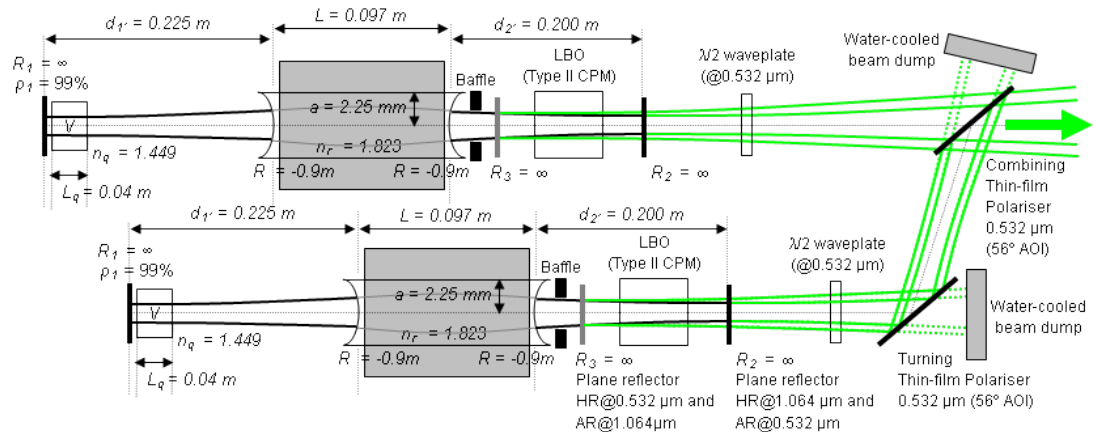 d1' = 0.225 m
L = 0.097 m
d2' = 0.200 m
R1 = ∞
ρ1 = 99%
V
nq = 1.449
Lq = 0.04 m
a = 2.25 mm
nr = 1.823
R = -0.9m
R = -0.9m
Baffle
LBO
(Type II CPM)
R3 = ∞
R2 = ∞
λ/2 waveplate
(@0.532 µm)
Water-cooled
beam dump
Combining
Thin-film
Polariser
0.532 µm
(56º AOI)
d1' = 0.225 m
L = 0.097 m
d2' = 0.200 m
R1 = ∞
ρ1 = 99%
V
nq = 1.449
Lq = 0.04 m
a = 2.25 mm
nr = 1.823
R = -0.9m
R = -0.9m
Baffle
LBO
(Type II CPM)
R3 = ∞
Plane reflector
HR@0.532 µm and
AR@1.064µm
R2 = ∞
Plane reflector
HR@1.064 µm and
AR@0.532 µm
λ/2 waveplate
(@0.532 µm)
Water-cooled
beam dump
Turning
Thin-film Polariser
0.532 µm (56º AOI)